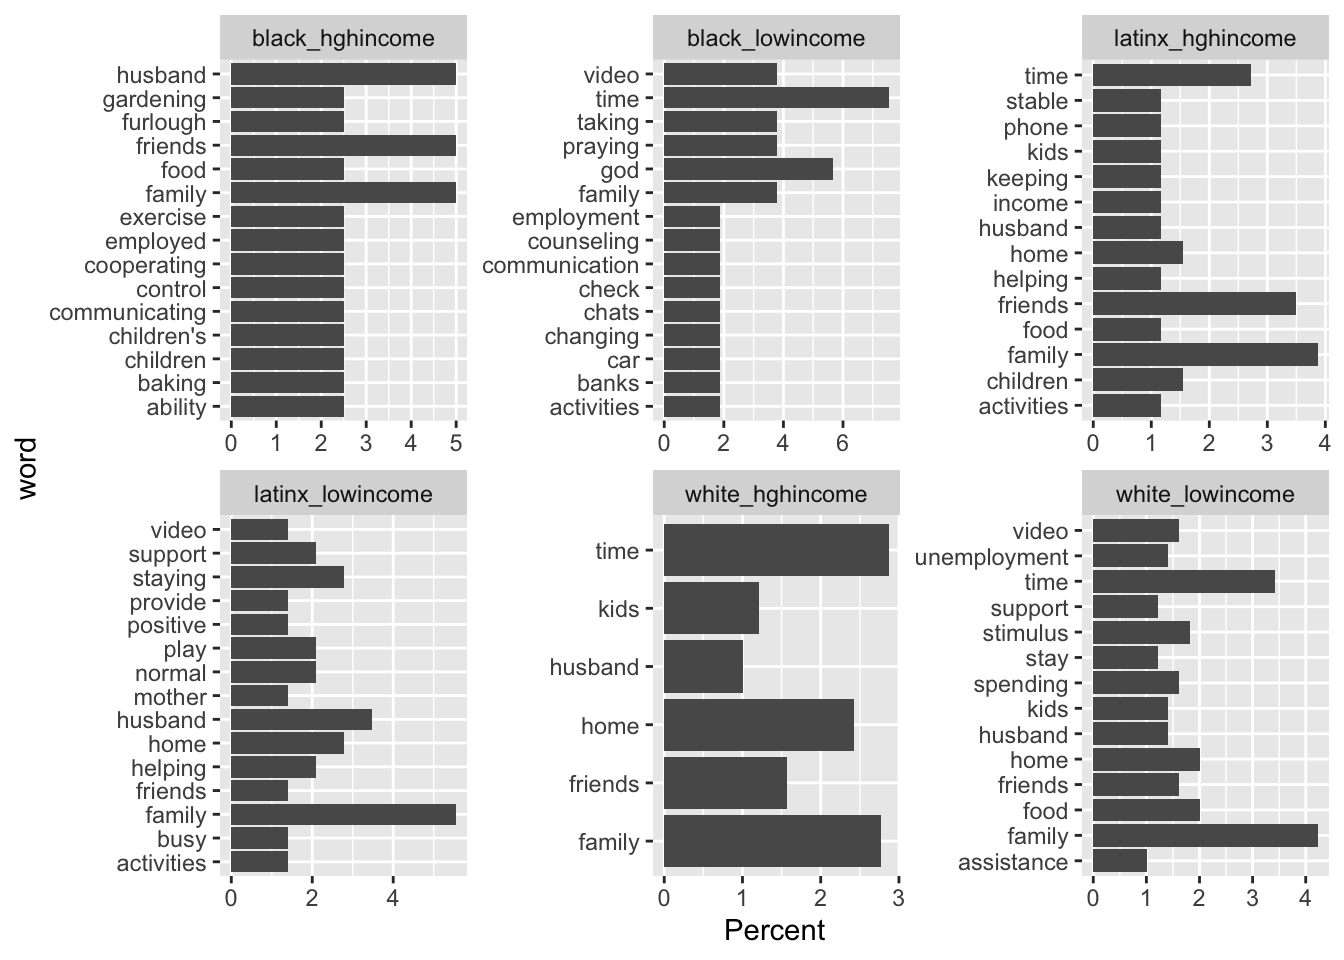 black_hghincome
husband
gardening
furlough
friends
food
family
exercise
employed
cooperating
control
communicating
children's
children
baking
ability
0 1 2 3 4 5
black_lowincome
video
time
taking
praying
god
family
employment
counseling
communication
check
chats
changing
car
banks
activities
0 2 4 6
latinx_hghincome
time
stable
phone
kids
keeping
income
husband
home
helping
friends
food
family
children
activities
0 1 2 3 4
word
latinx_lowincome
video
support
staying
provide
positive
play
normal
mother
husband
home
helping
friends
family
busy
activities
0 2 4
white_hghincome
time
kids
husband
home
friends
family
0 1 2 3
white_lowincome
video
unemployment
time
support
stimulus
stay
spending
kids
husband
home
friends
food
family
assistance
0 1 2 3 4
Percent